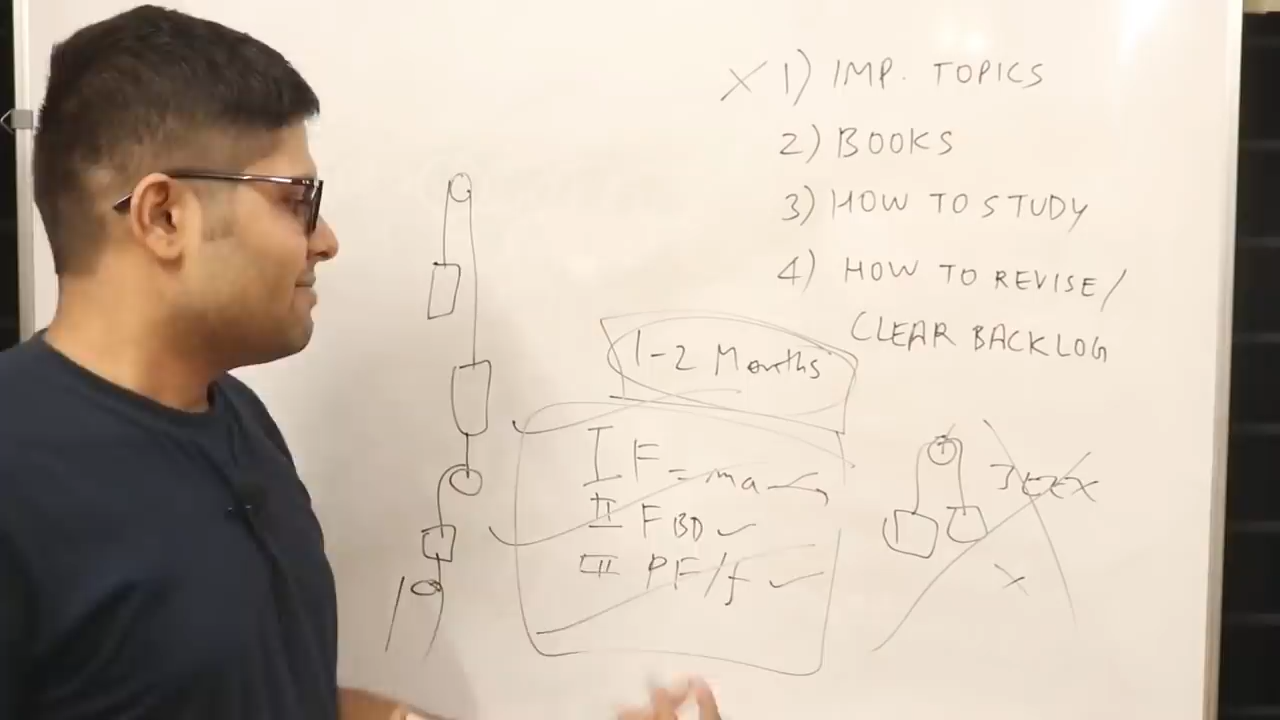 X 1) IMP. TOPICS
2) BOOKS
3) HOW TO STUDY
4) HOW TO REVISE/
CLEAR BACKLOG
1-2 Months
I F = ma
II FBD ✓
III PF/f ✓